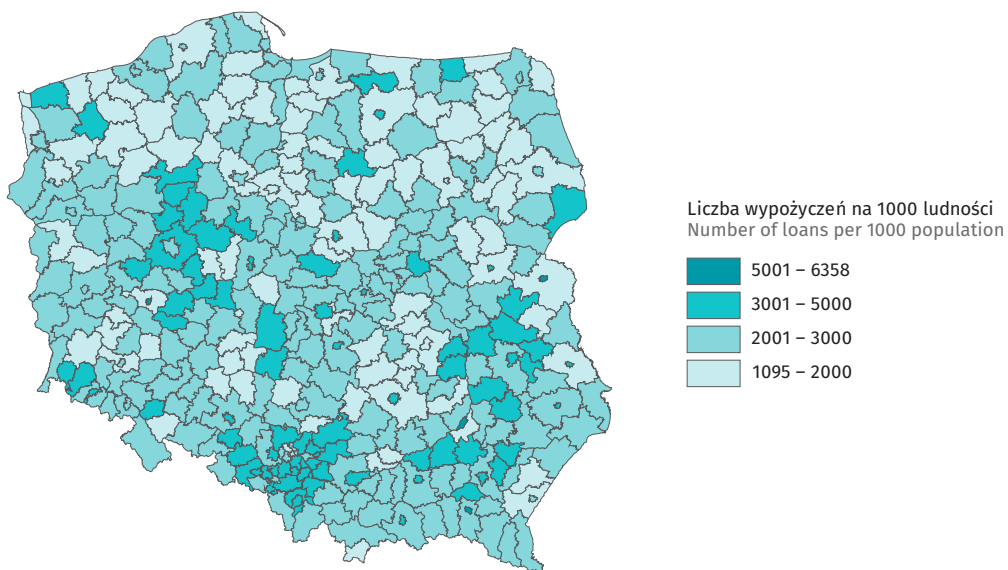 Liczba wypożyczeń na 1000 ludności
Number of loans per 1000 population
5001 – 6358
3001 – 5000
2001 – 3000
1095 – 2000